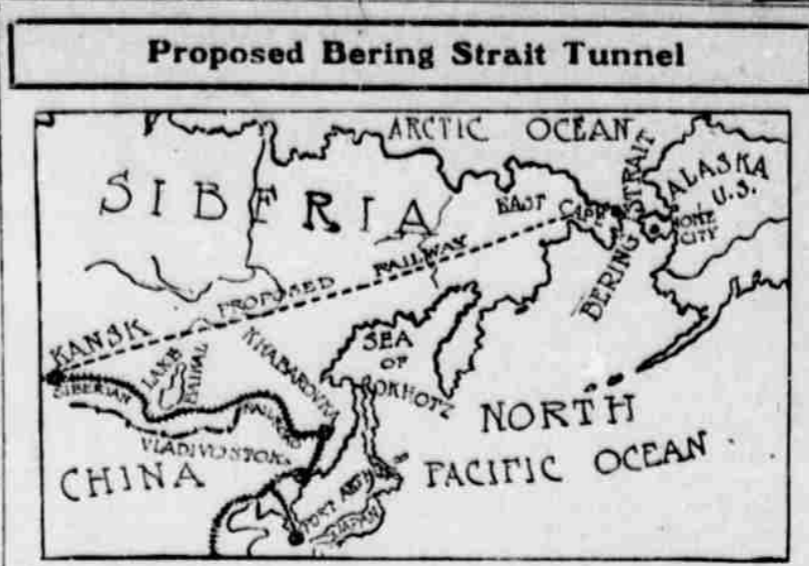 Proposed Bering Strait Tunnel
ARCTIC OCEAN
SIBERIA
EAST CAPE
BERING STRAIT
ALASKA
U.S.
NOME
CITY
PROPOSED RAILWAY
KANSK
SIBERIAN RAILROAD
LAKE
BAIKAL
KHABAROVKA
SEA
OF
OKHOTZ
VLADIVOSTOK
CHINA
PORT ARTHUR
JAPAN
NORTH
PACIFIC OCEAN